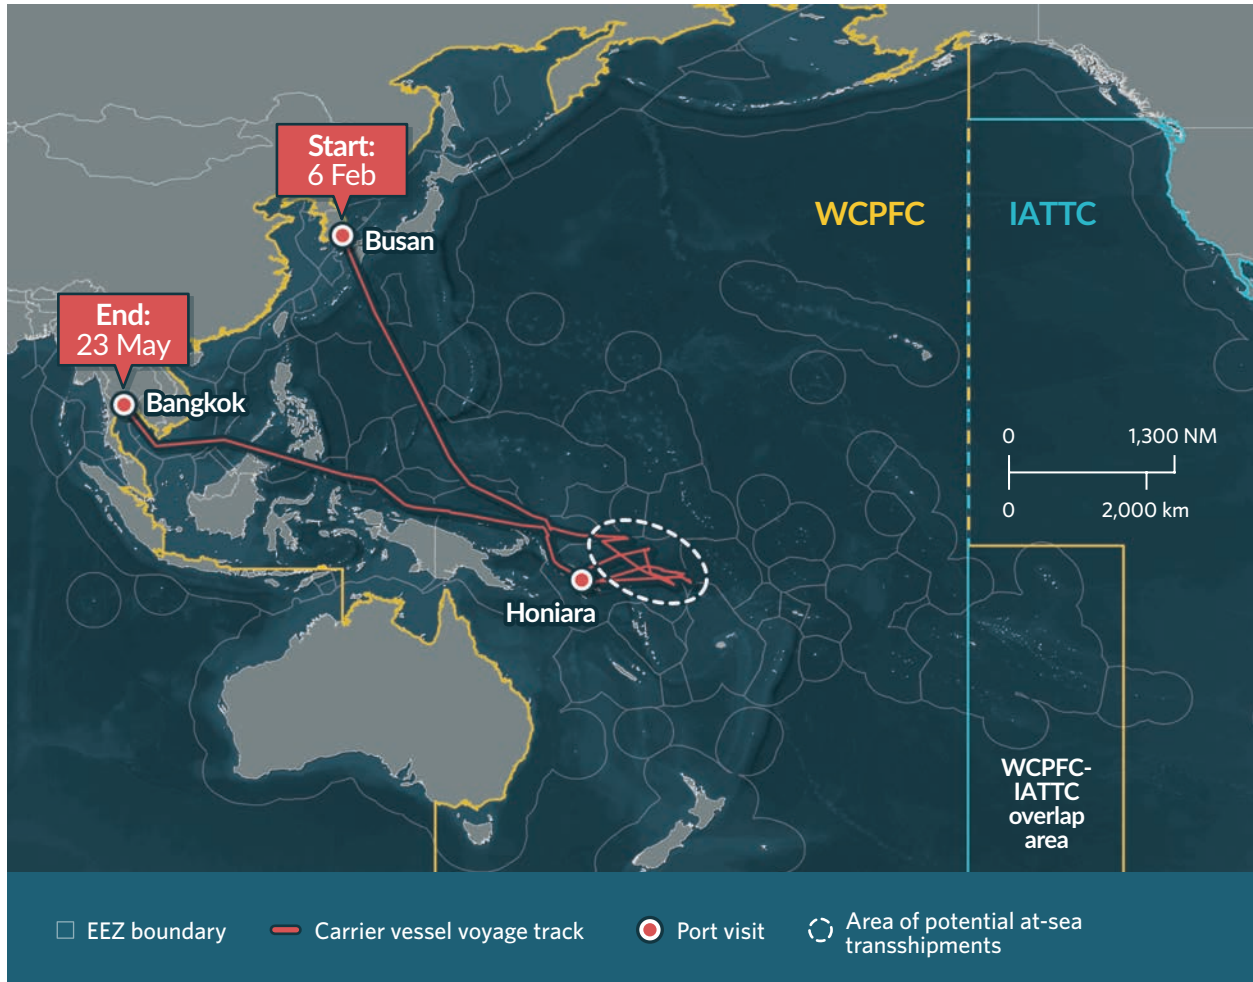 Start:
6 Feb
WCPFC
IATTC
Busan
End:
23 May
Bangkok
0 1,300 NM
0 2,000 km
Honiara
WCPFC-
IATTC
overlap
area
EEZ boundary
Carrier vessel voyage track
Port visit
Area of potential at-sea
transshipments